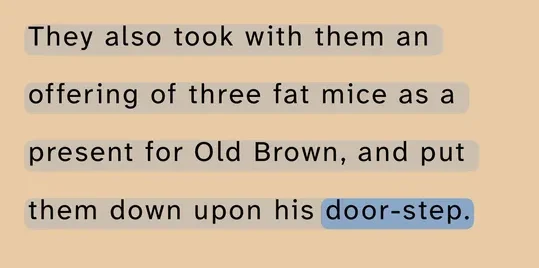 They also took with them an
offering of three fat mice as a
present for Old Brown, and put
them down upon his door-step.